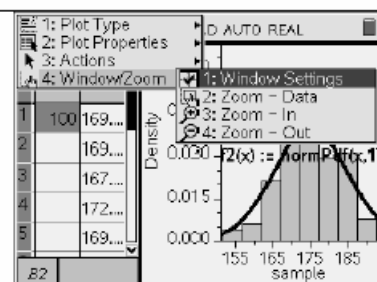 1: Plot Type
2: Plot Properties
3: Actions
4: Window/Zoom
AUTO REAL
1: Window Settings
2: Zoom – Data
3: Zoom – In
4: Zoom – Out
1 100 169....
2 169....
3 167....
4 172....
5 169....
B2
Density
0.030
0.015
0.000
f2(x) := normPdf(x,1
155 165 175 185
sample